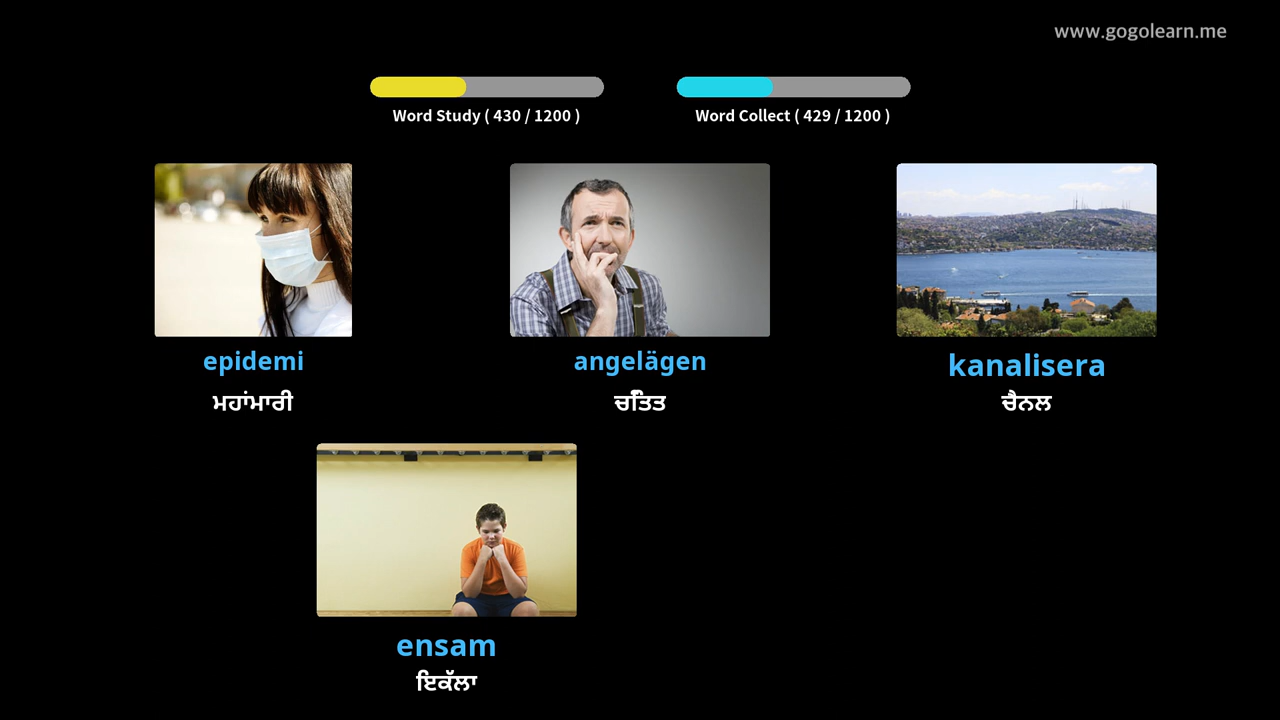 www.gogolearn.me
Word Study ( 430 / 1200 )
Word Collect ( 429 / 1200 )
epidemi
ਮਹਾਂਮਾਰੀ
angelägen
ਚਿੰਤਿਤ
kanalisera
ਚੈਨਲ
ensam
ਇਕੱਲਾ